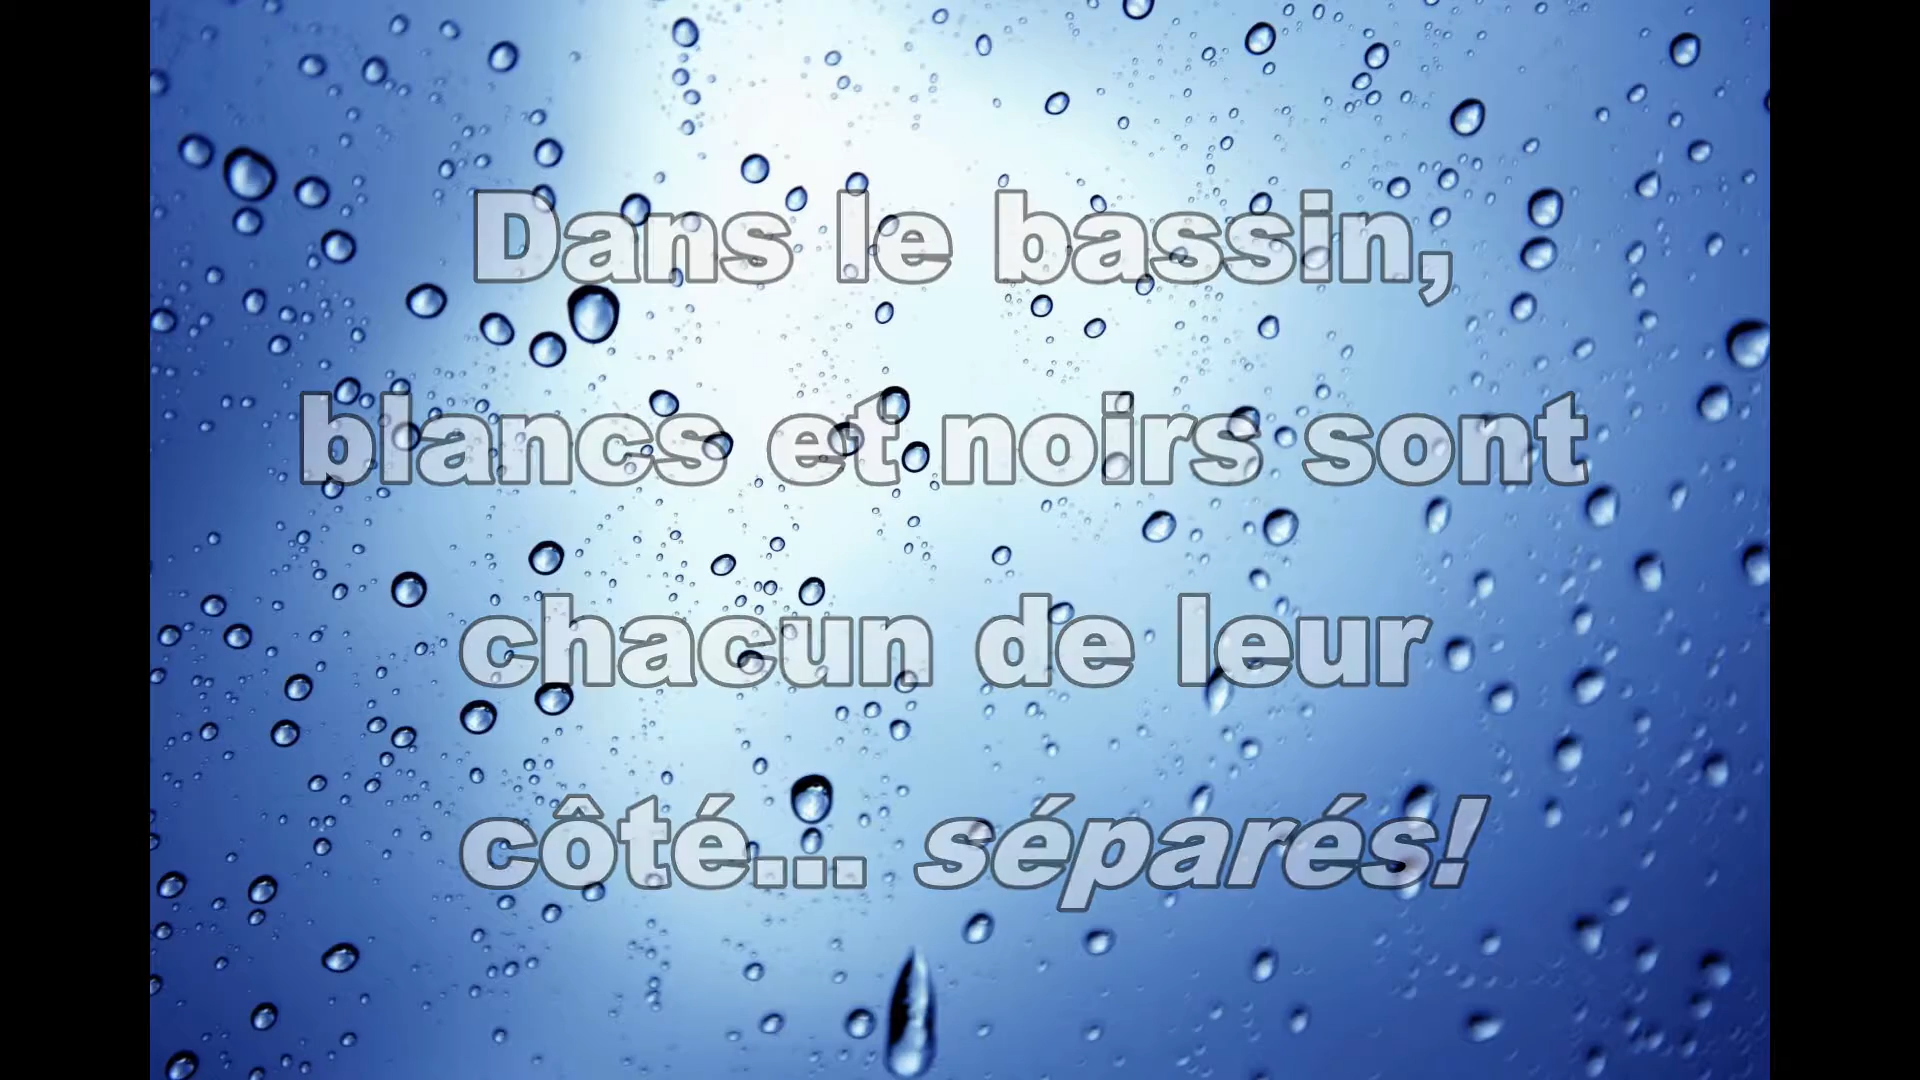 Dans le bassin,
blancs et noirs sont
chacun de leur
côté... séparés!